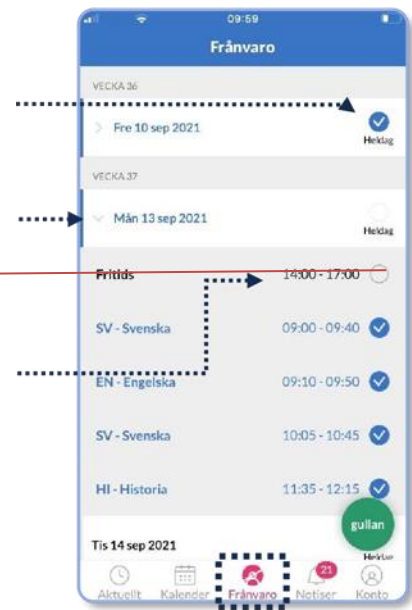 09:59
Frånvaro
VECKA 36
Fre 10 sep 2021
Heldag
VECKA 37
Mån 13 sep 2021
Heldag
Fritids 14:00 - 17:00
SV - Svenska 09:00 - 09:40
EN - Engelska 09:10 - 09:50
SV - Svenska 10:05 - 10:45
HI - Historia 11:35 - 12:15
gullan
Tis 14 sep 2021
Heldag
21
Aktuellt Kalender Frånvaro Notiser Konto